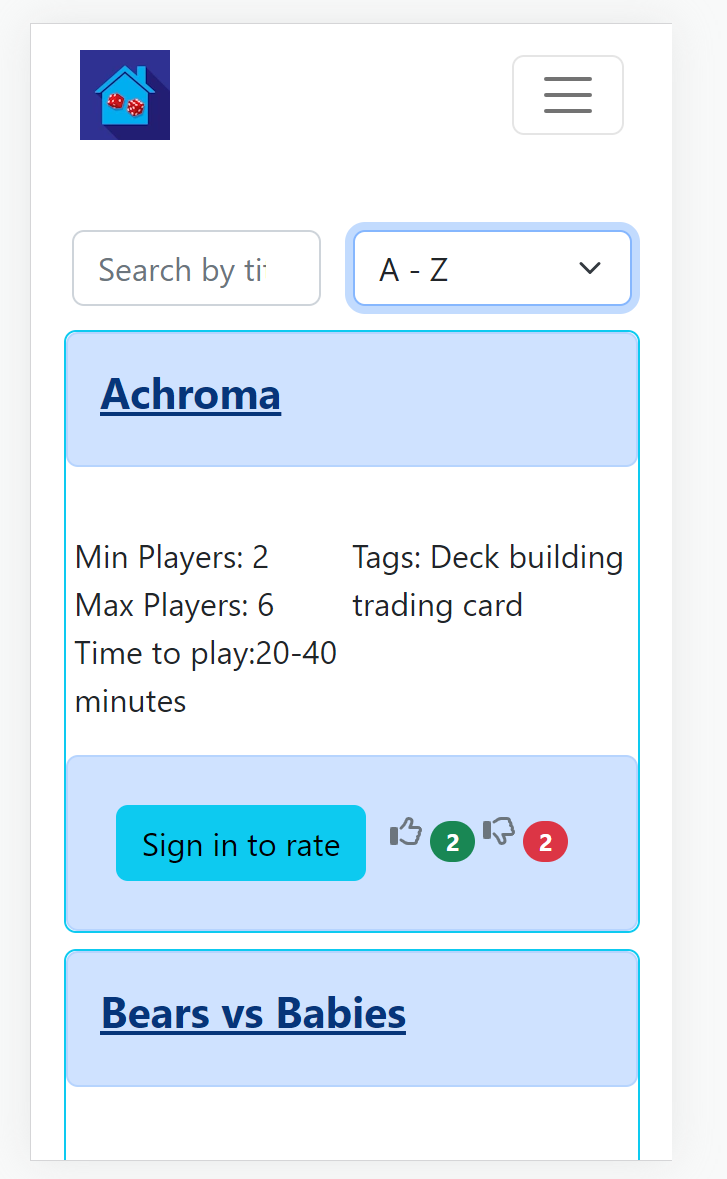 Search by ti
A - Z
Achroma
Min Players: 2
Max Players: 6
Time to play:20-40
minutes
Tags: Deck building
trading card
Sign in to rate
2
2
Bears vs Babies